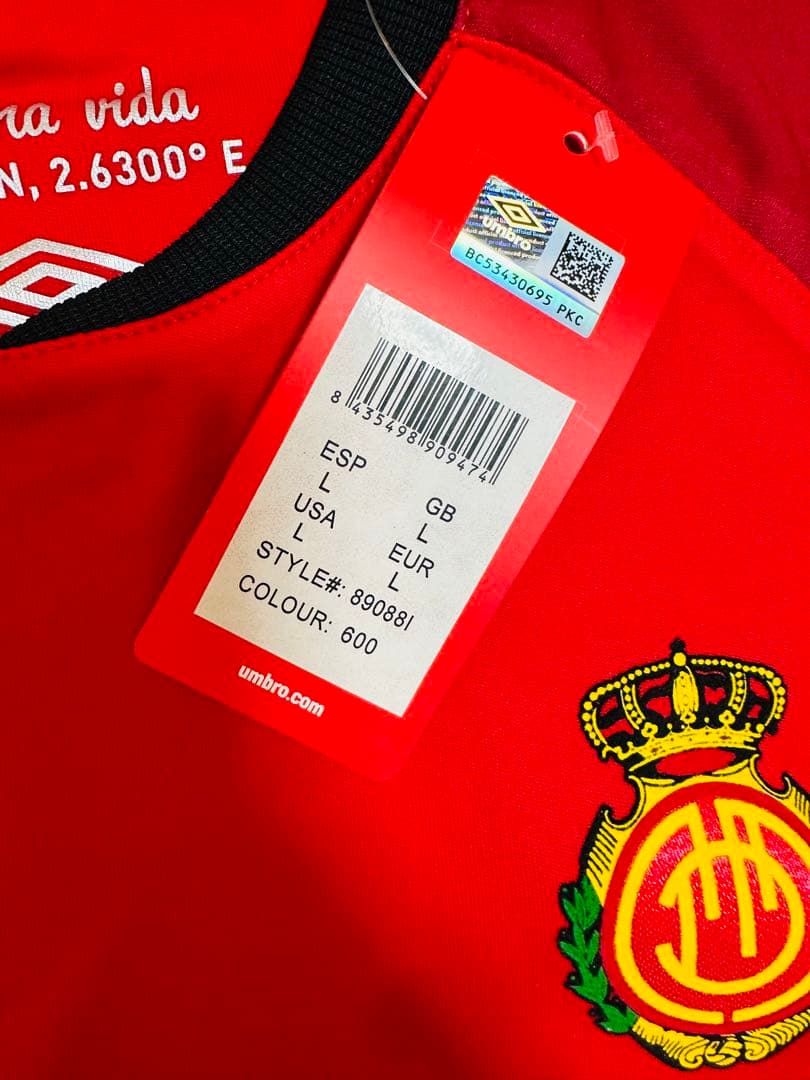 ra vida
N, 2.6300° E
umbro
BC53430695 PKC
8 435498 909474
ESP
L
GB
L
USA
L
EUR
L
STYLE#: 89088I
COLOUR: 600
umbro.com